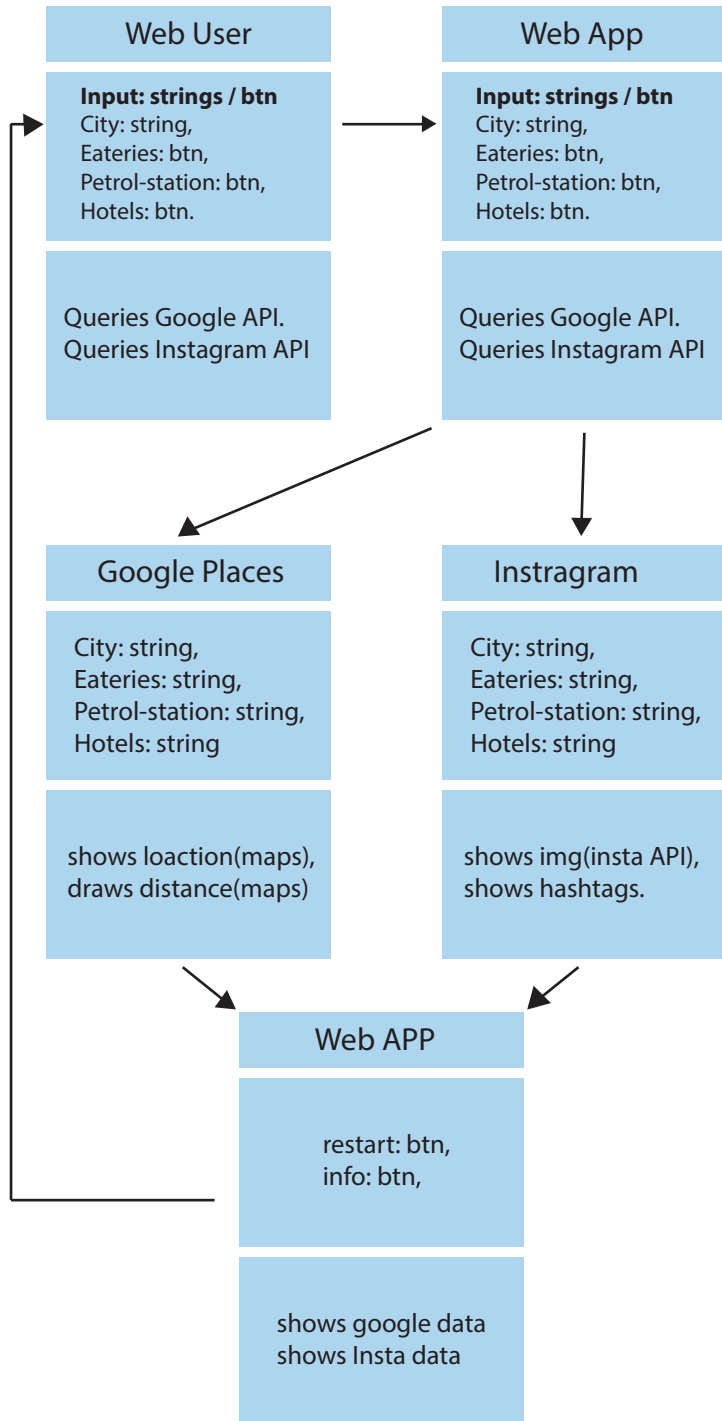 Web User
Input: strings / btn
City: string,
Eateries: btn,
Petrol-station: btn,
Hotels: btn.
Queries Google API.
Queries Instagram API
Web App
Input: strings / btn
City: string,
Eateries: btn,
Petrol-station: btn,
Hotels: btn.
Queries Google API.
Queries Instagram API
Google Places
City: string,
Eateries: string,
Petrol-station: string,
Hotels: string
shows loaction(maps),
draws distance(maps)
Instragram
City: string,
Eateries: string,
Petrol-station: string,
Hotels: string
shows img(insta API),
shows hashtags.
Web APP
restart: btn,
info: btn,
shows google data
shows Insta data